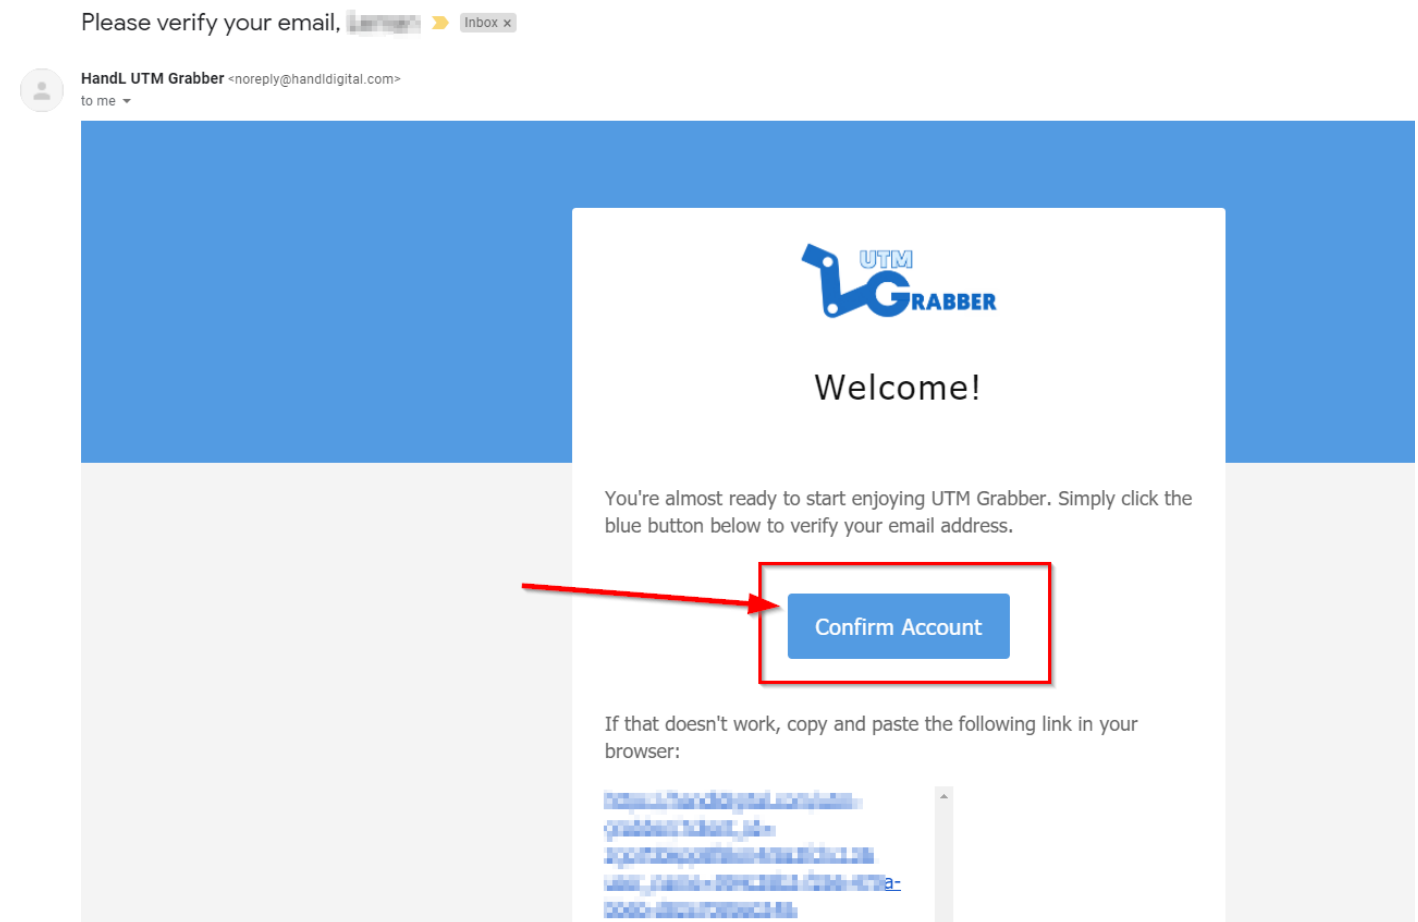 Please verify your email,
Inbox ×
HandL UTM Grabber <noreply@handldigital.com>
to me
UTM
GRABBER
Welcome!
You're almost ready to start enjoying UTM Grabber. Simply click the
blue button below to verify your email address.
Confirm Account
If that doesn't work, copy and paste the following link in your
browser: